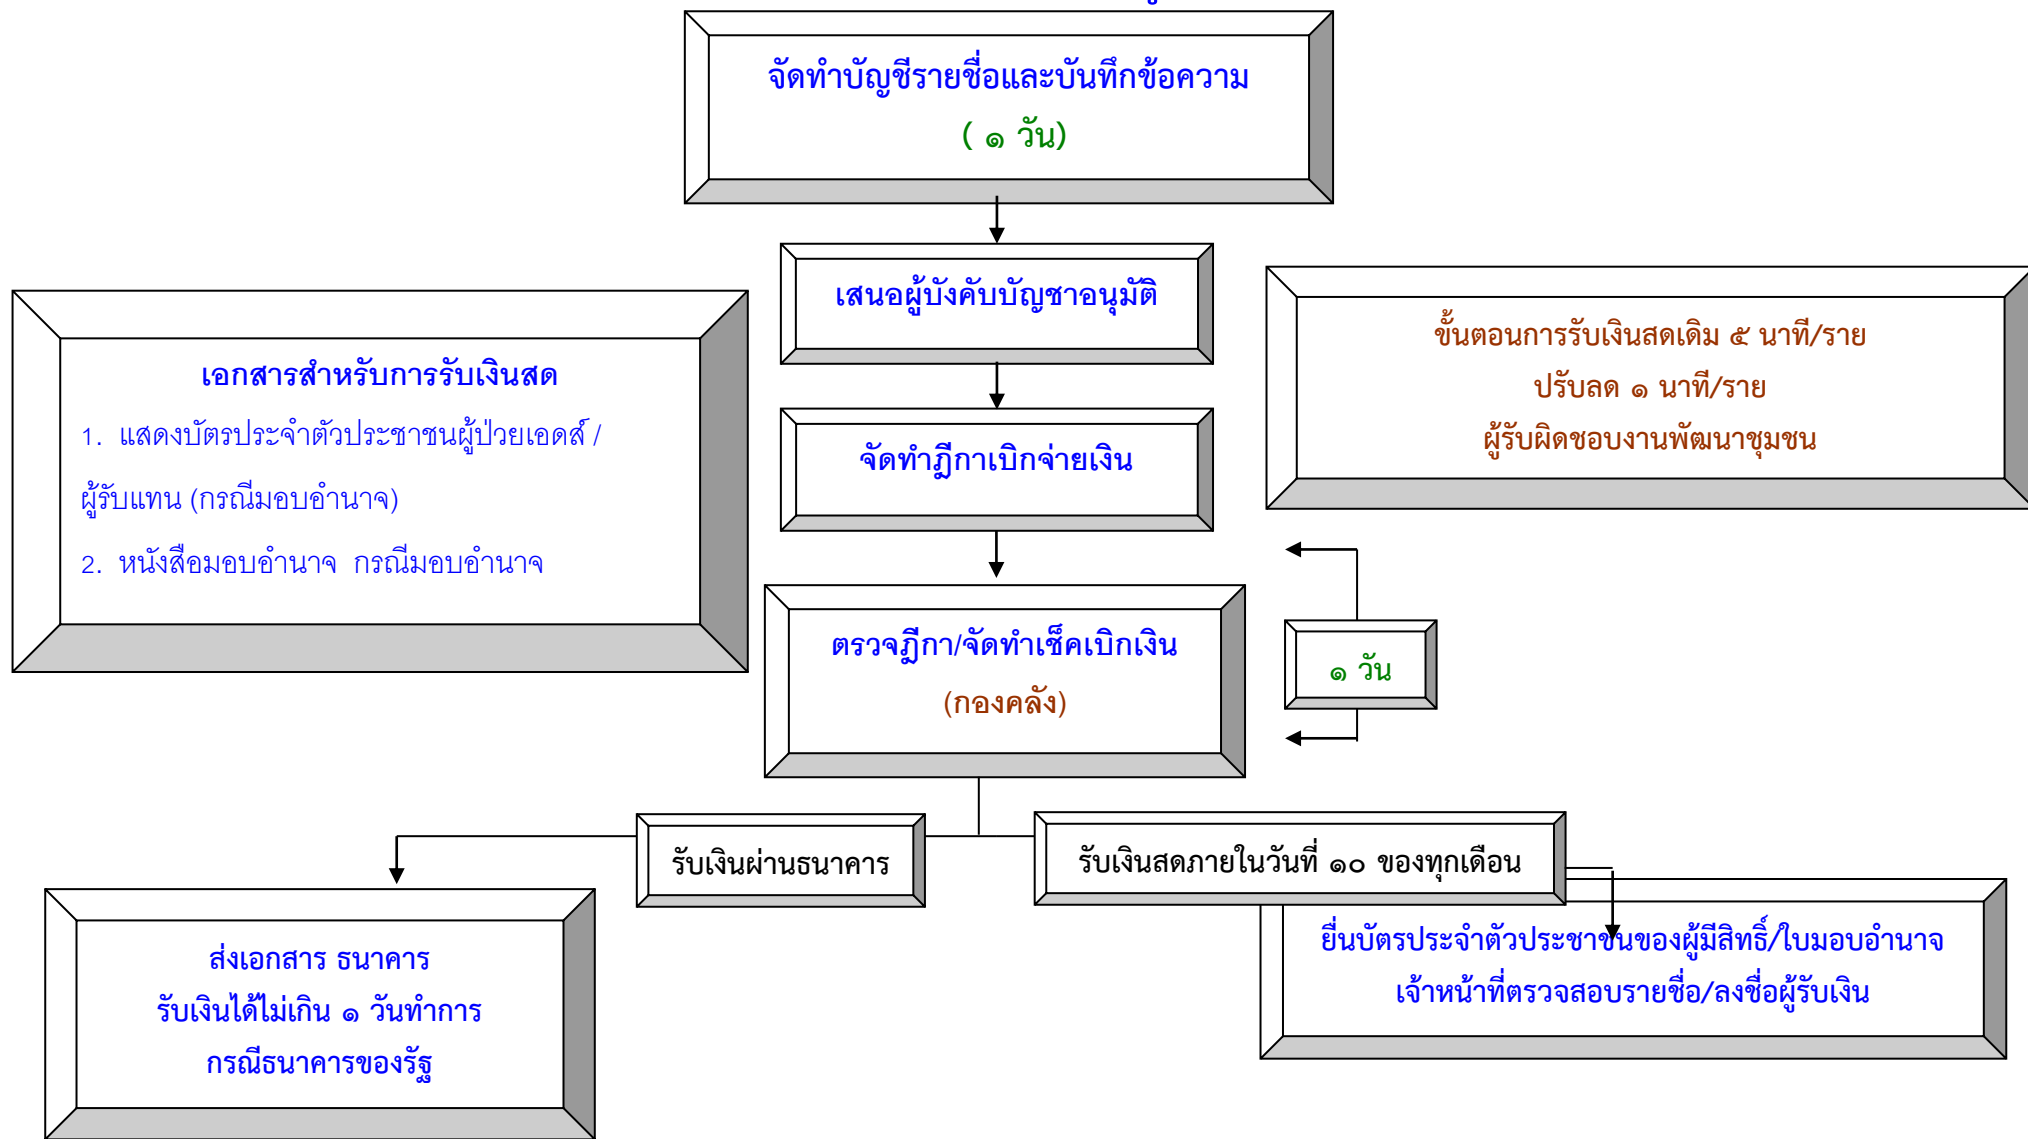 จัดทำบัญชีรายชื่อและบันทึกข้อความ
( ๑ วัน)
เสนอผู้บังคับบัญชาอนุมัติ
เอกสารสำหรับการรับเงินสด
1. แสดงบัตรประจำตัวประชาชนผู้ป่วยเอดส์ /
ผู้รับแทน (กรณีมอบอำนาจ)
2. หนังสือมอบอำนาจ กรณีมอบอำนาจ
ขั้นตอนการรับเงินสดเดิม ๕ นาที/ราย
ปรับลด ๑ นาที/ราย
ผู้รับผิดชอบงานพัฒนาชุมชน
จัดทำฎีกาเบิกจ่ายเงิน
ตรวจฎีกา/จัดทำเช็คเบิกเงิน
(กองคลัง)
๑ วัน
รับเงินผ่านธนาคาร
รับเงินสดภายในวันที่ ๑๐ ของทุกเดือน
ส่งเอกสาร ธนาคาร
รับเงินได้ไม่เกิน ๑ วันทำการ
กรณีธนาคารของรัฐ
ยื่นบัตรประจำตัวประชาชนของผู้มีสิทธิ์/ใบมอบอำนาจ
เจ้าหน้าที่ตรวจสอบรายชื่อ/ลงชื่อผู้รับเงิน